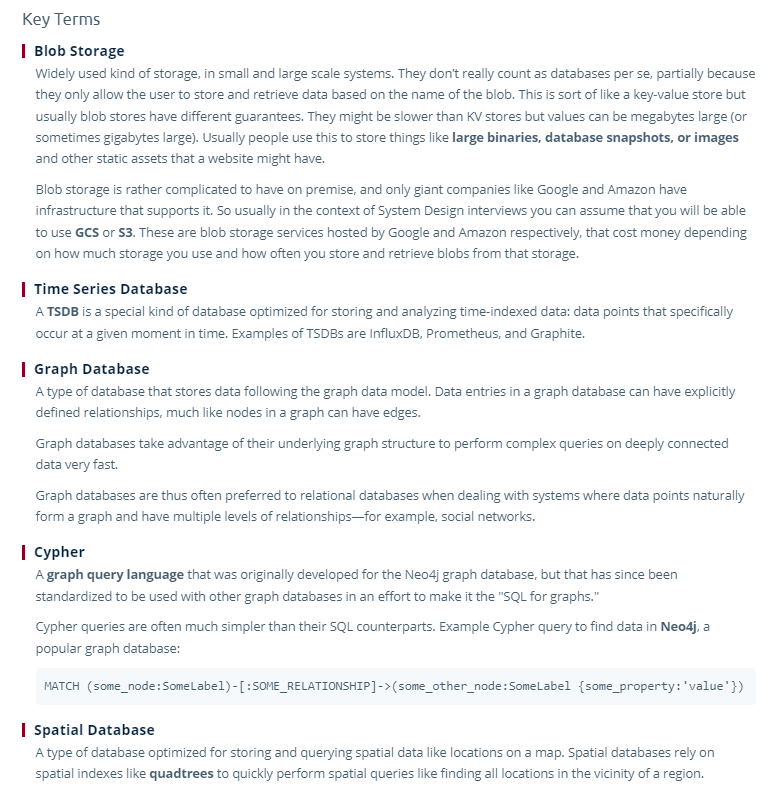 Key Terms
Blob Storage
Widely used kind of storage, in small and large scale systems. They don't really count as databases per se, partially because
they only allow the user to store and retrieve data based on the name of the blob. This is sort of like a key-value store but
usually blob stores have different guarantees. They might be slower than KV stores but values can be megabytes large (or
sometimes gigabytes large). Usually people use this to store things like large binaries, database snapshots, or images
and other static assets that a website might have.
Blob storage is rather complicated to have on premise, and only giant companies like Google and Amazon have
infrastructure that supports it. So usually in the context of System Design interviews you can assume that you will be able
to use GCS or S3. These are blob storage services hosted by Google and Amazon respectively, that cost money depending
on how much storage you use and how often you store and retrieve blobs from that storage.
Time Series Database
A TSDB is a special kind of database optimized for storing and analyzing time-indexed data: data points that specifically
occur at a given moment in time. Examples of TSDBs are InfluxDB, Prometheus, and Graphite.
Graph Database
A type of database that stores data following the graph data model. Data entries in a graph database can have explicitly
defined relationships, much like nodes in a graph can have edges.
Graph databases take advantage of their underlying graph structure to perform complex queries on deeply connected
data very fast.
Graph databases are thus often preferred to relational databases when dealing with systems where data points naturally
form a graph and have multiple levels of relationships—for example, social networks.
Cypher
A graph query language that was originally developed for the Neo4j graph database, but that has since been
standardized to be used with other graph databases in an effort to make it the "SQL for graphs."
Cypher queries are often much simpler than their SQL counterparts. Example Cypher query to find data in Neo4j, a
popular graph database:
MATCH (some_node:SomeLabel)-[:SOME_RELATIONSHIP]->(some_other_node:SomeLabel {some_property:'value'})
Spatial Database
A type of database optimized for storing and querying spatial data like locations on a map. Spatial databases rely on
spatial indexes like quadtrees to quickly perform spatial queries like finding all locations in the vicinity of a region.